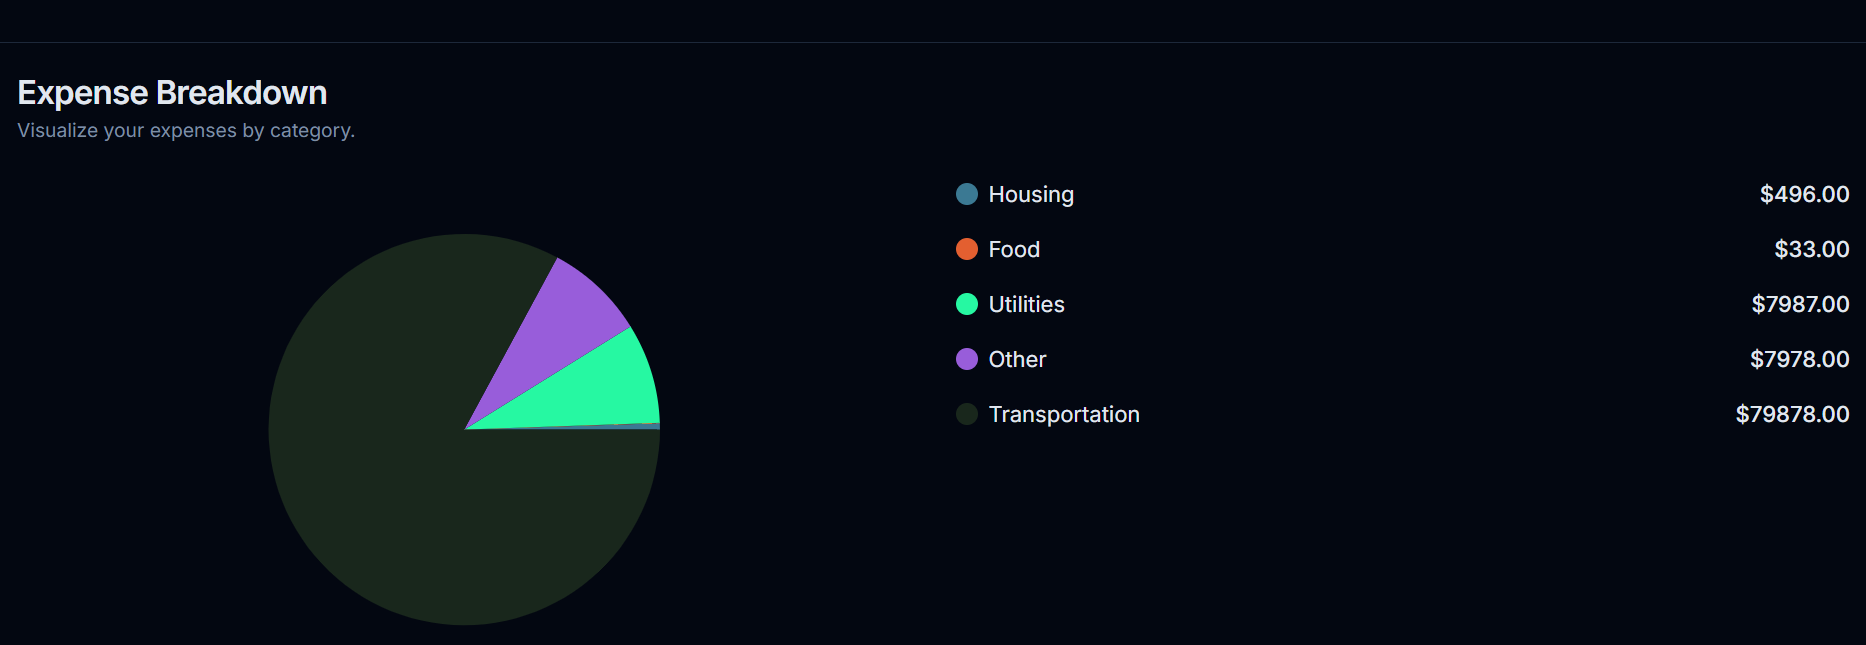 Expense Breakdown
Visualize your expenses by category.
Housing $496.00
Food $33.00
Utilities $7987.00
Other $7978.00
Transportation $79878.00